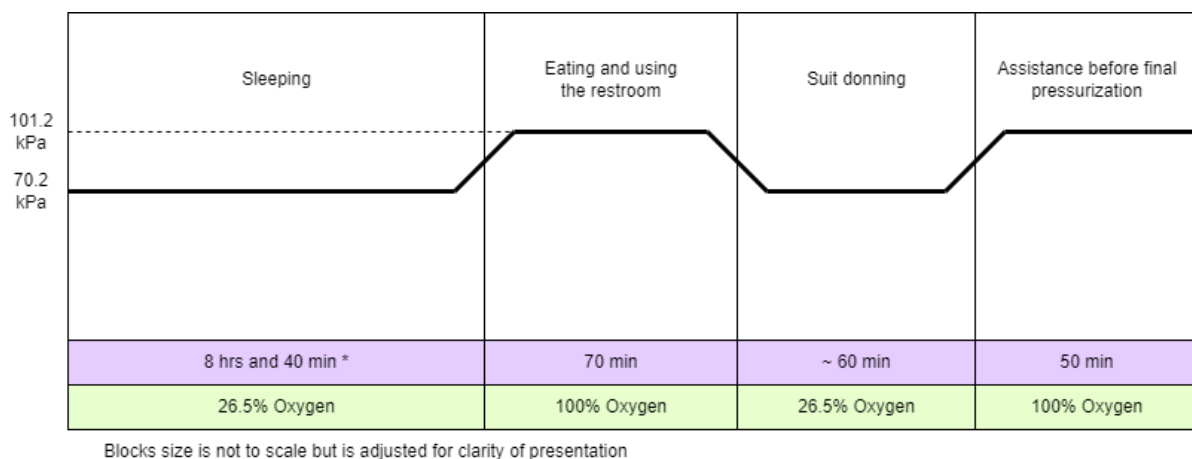 Sleeping
Eating and using
the restroom
Suit donning
Assistance before final
pressurization
101.2
kPa
70.2
kPa
8 hrs and 40 min *
70 min
~ 60 min
50 min
26.5% Oxygen
100% Oxygen
26.5% Oxygen
100% Oxygen
Blocks size is not to scale but is adjusted for clarity of presentation